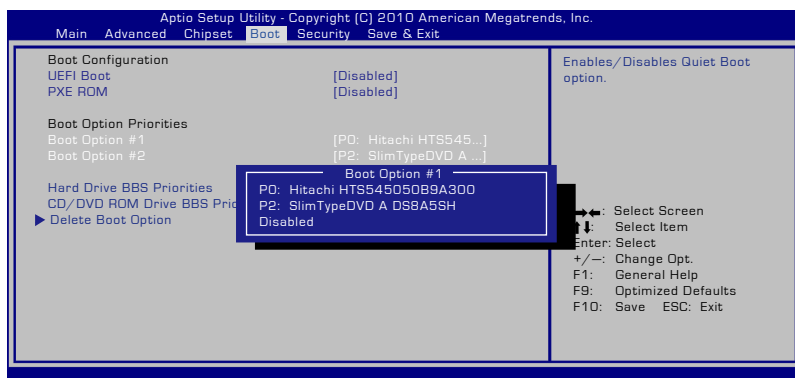 Aptio Setup Utility - Copyright (C) 2010 American Megatrends, Inc.
Main Advanced Chipset Boot Security Save & Exit
Boot Configuration
UEFI Boot [Disabled]
PXE ROM [Disabled]
Boot Option Priorities
Boot Option #1 [P0: Hitachi HTS545...]
Boot Option #2 [P2: SlimTypeDVD A ...]
Hard Drive BBS Priorities
CD/DVD ROM Drive BBS Prio
Delete Boot Option
Boot Option #1
P0: Hitachi HTS545050B9A300
P2: SlimTypeDVD A DS8A5SH
Disabled
Enables/Disables Quiet Boot
option.
→←: Select Screen
↑↓: Select Item
Enter: Select
+/—: Change Opt.
F1: General Help
F9: Optimized Defaults
F10: Save ESC: Exit